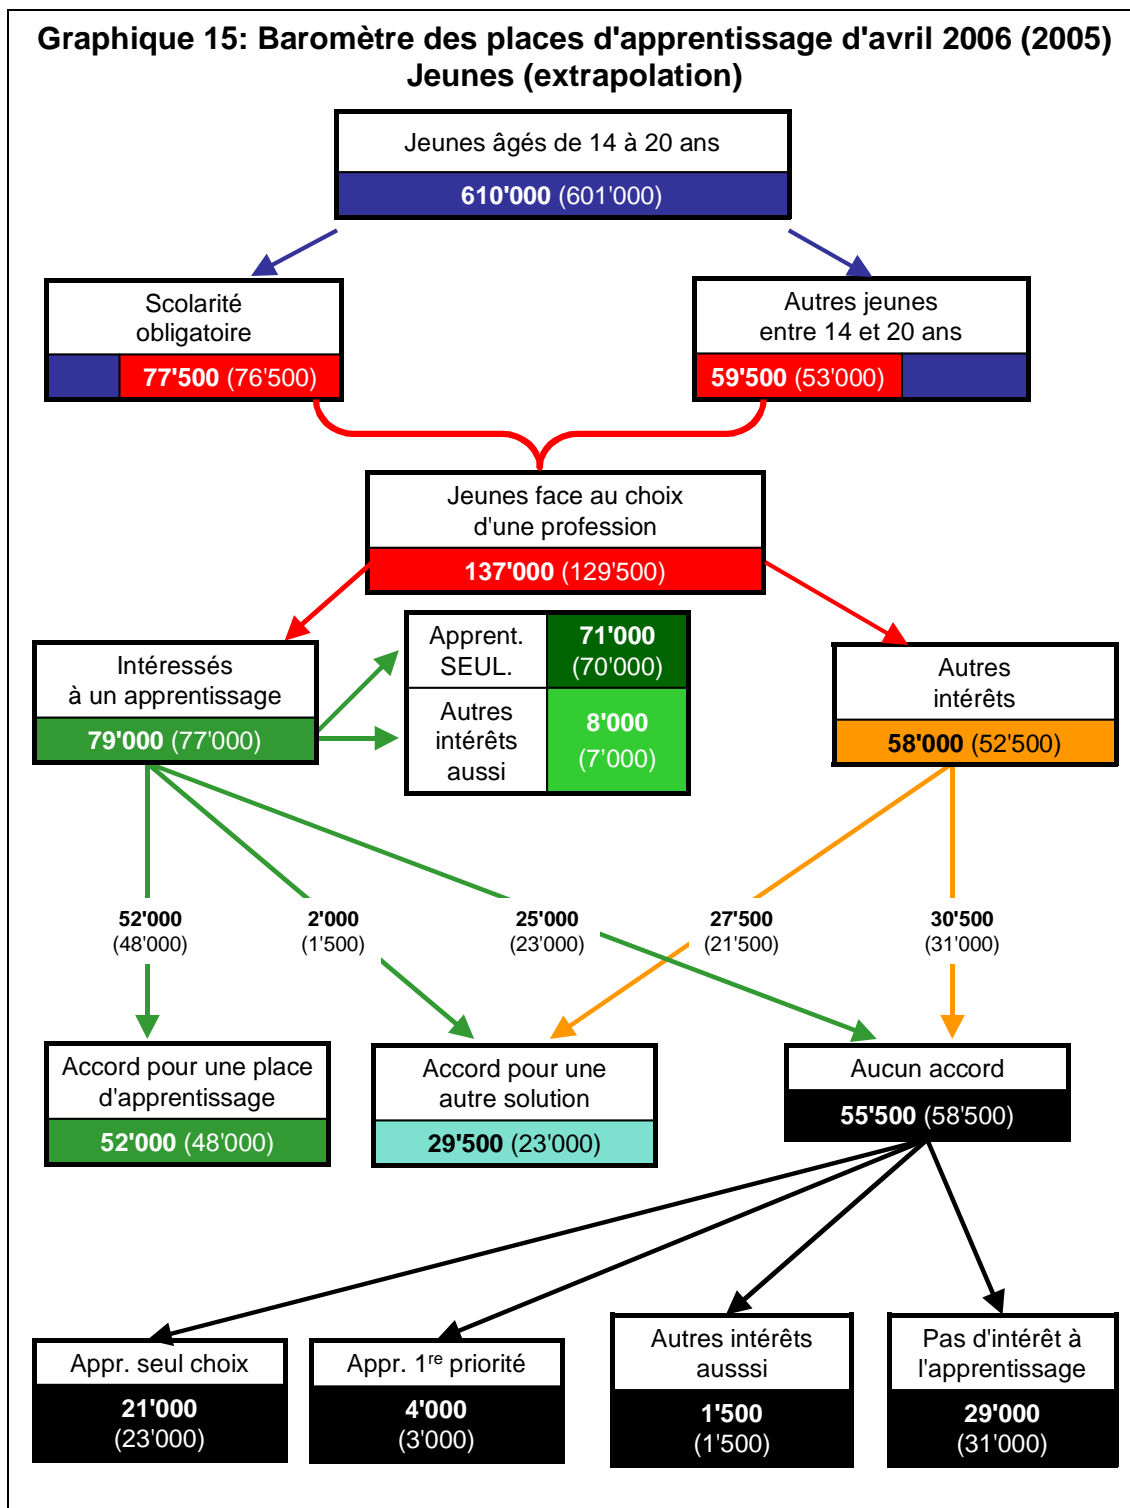 Graphique 15: Baromètre des places d'apprentissage d'avril 2006 (2005)
Jeunes (extrapolation)
Jeunes âgés de 14 à 20 ans
610'000 (601'000)
Scolarité
obligatoire
77'500 (76'500)
Autres jeunes
entre 14 et 20 ans
59'500 (53'000)
Jeunes face au choix
d'une profession
137'000 (129'500)
Intéressés
à un apprentissage
79'000 (77'000)
Apprent.
SEUL.
71'000
(70'000)
Autres
intérêts
aussi
8'000
(7’000)
Autres
intérêts
58'000 (52'500)
52'000
(48'000)
2'000
(1'500)
25'000
(23'000)
27'500
(21'500)
30'500
(31'000)
Accord pour une place
d'apprentissage
52'000 (48'000)
Accord pour une
autre solution
29'500 (23'000)
Aucun accord
55'500 (58'500)
Appr. seul choix
21'000
(23'000)
Appr. 1re priorité
4'000
(3'000)
Autres intérêts
ausssi
1'500
(1'500)
Pas d'intérêt à
l'apprentissage
29'000
(31'000)